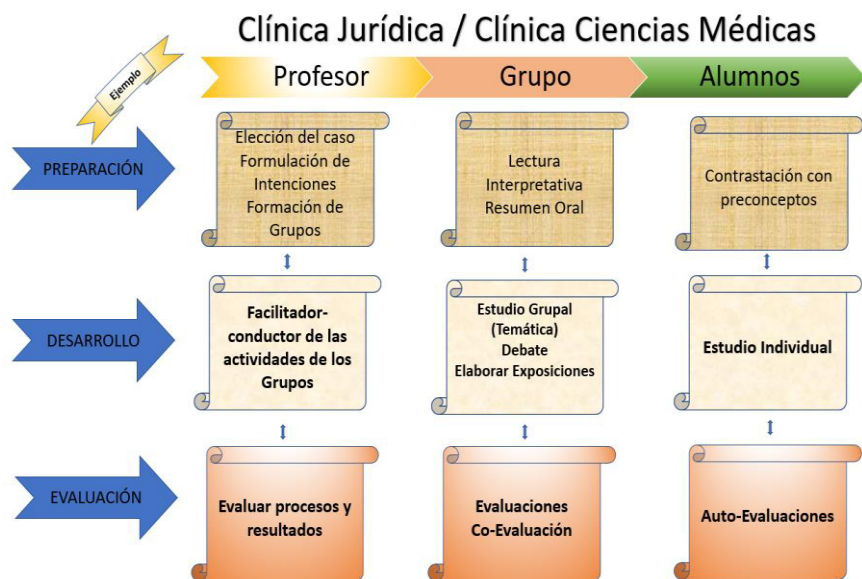 Clínica Jurídica / Clínica Ciencias Médicas
Ejemplo
Profesor
Grupo
Alumnos
PREPARACIÓN
Elección del caso
Formulación de
Intenciones
Formación de
Grupos
Lectura
Interpretativa
Resumen Oral
Contrastación con
preconceptos
DESARROLLO
Facilitador-
conductor de las
actividades de los
Grupos
Estudio Grupal
(Temática)
Debate
Elaborar Exposiciones
Estudio Individual
EVALUACIÓN
Evaluar procesos y
resultados
Evaluaciones
Co-Evaluación
Auto-Evaluaciones